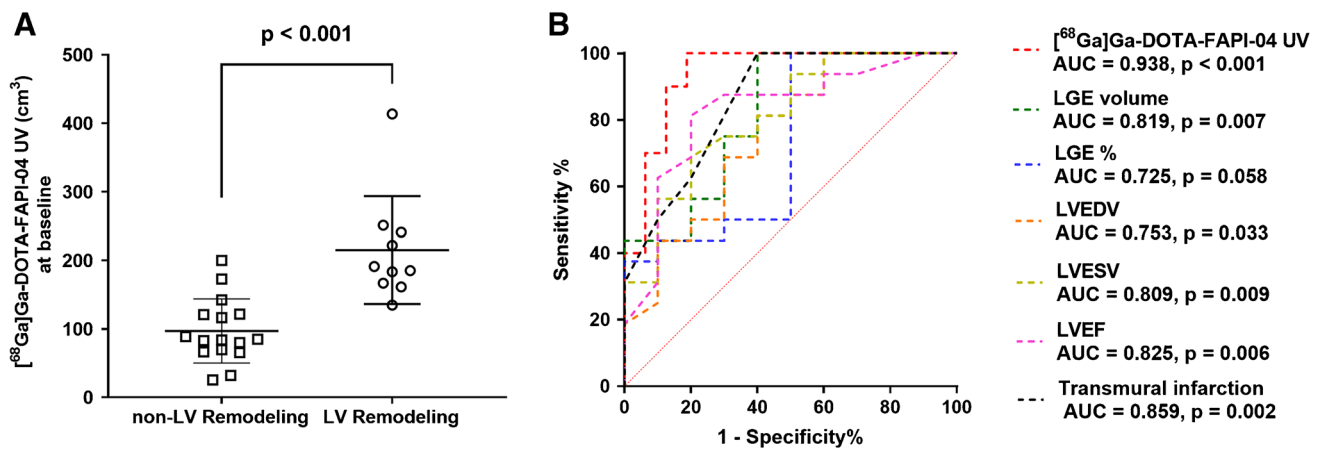 A
p < 0.001
[⁶⁸Ga]Ga-DOTA-FAPI-04 UV (cm³)
at baseline
500
400
300
200
100
0
non-LV Remodeling
LV Remodeling
B
Sensitivity %
100
80
60
40
20
0
0
20
40
60
80
100
1 - Specificity%
[⁶⁸Ga]Ga-DOTA-FAPI-04 UV
AUC = 0.938, p < 0.001
LGE volume
AUC = 0.819, p = 0.007
LGE %
AUC = 0.725, p = 0.058
LVEDV
AUC = 0.753, p = 0.033
LVESV
AUC = 0.809, p = 0.009
LVEF
AUC = 0.825, p = 0.006
Transmural infarction
AUC = 0.859, p = 0.002